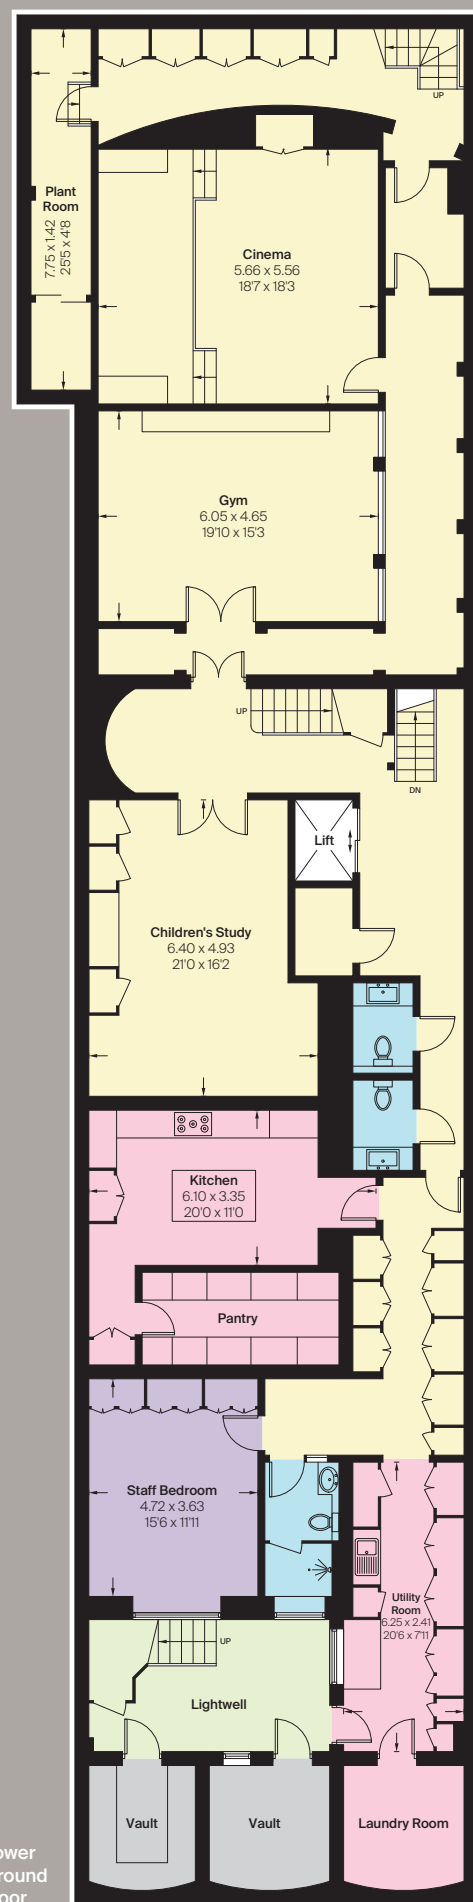 UP
Plant
Room
7.75 x 1.42
25'5 x 4'8
Cinema
5.66 x 5.56
18'7 x 18'3
Gym
6.05 x 4.65
19'10 x 15'3
UP
DN
Lift
Children's Study
6.40 x 4.93
21'0 x 16'2
Kitchen
6.10 x 3.35
20'0 x 11'0
Pantry
Staff Bedroom
4.72 x 3.63
15'6 x 11'11
Utility
Room
6.25 x 2.41
20'6 x 7'11
UP
Lightwell
Vault
Vault
Laundry Room
ower
round
oor